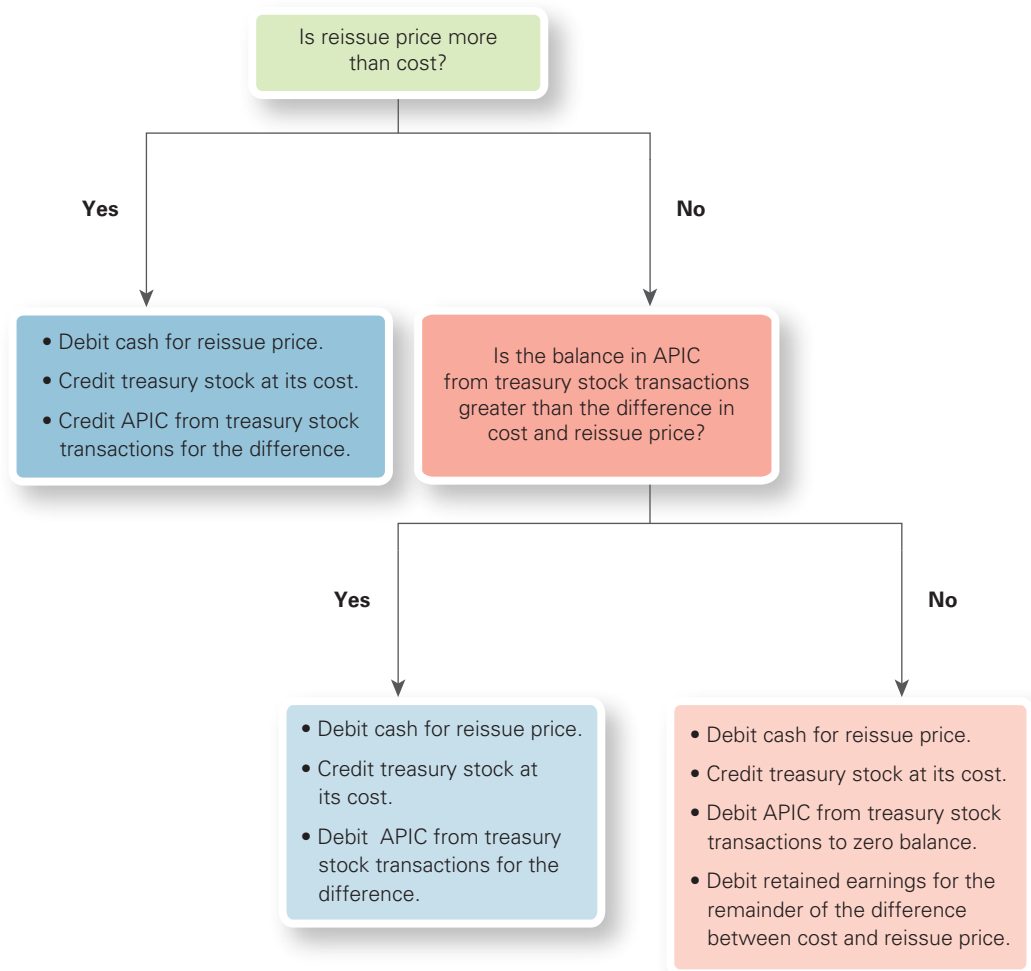 Is reissue price more
than cost?
Yes
No
• Debit cash for reissue price.
• Credit treasury stock at its cost.
• Credit APIC from treasury stock
transactions for the difference.
Is the balance in APIC
from treasury stock transactions
greater than the difference in
cost and reissue price?
Yes
No
• Debit cash for reissue price.
• Credit treasury stock at
its cost.
• Debit APIC from treasury
stock transactions for the
difference.
• Debit cash for reissue price.
• Credit treasury stock at its cost.
• Debit APIC from treasury stock
transactions to zero balance.
• Debit retained earnings for the
remainder of the difference
between cost and reissue price.